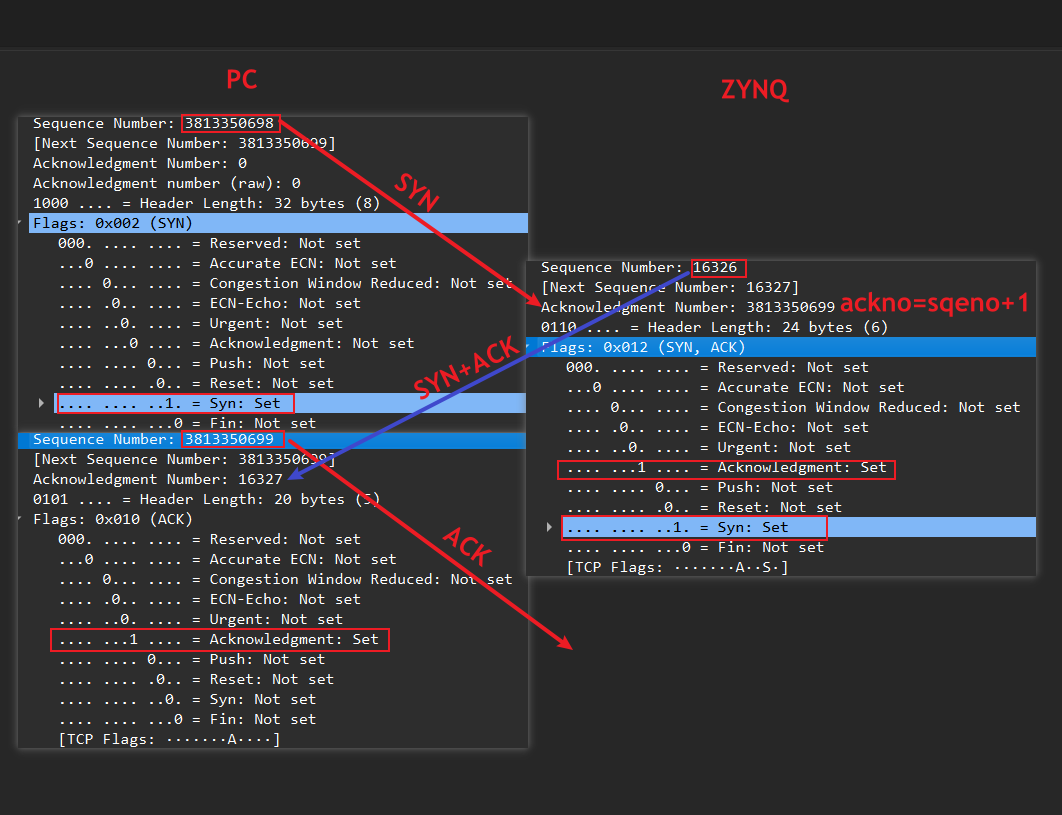 PC
ZYNQ
Sequence Number: 3813350698
[Next Sequence Number: 3813350699]
Acknowledgment Number: 0
Acknowledgment number (raw): 0
1000 .... = Header Length: 32 bytes (8)
Flags: 0x002 (SYN)
000. .... .... = Reserved: Not set
...0 .... .... = Accurate ECN: Not set
.... 0... .... = Congestion Window Reduced: Not set
.... .0.. .... = ECN-Echo: Not set
.... ..0. .... = Urgent: Not set
.... ...0 .... = Acknowledgment: Not set
.... .... 0... = Push: Not set
.... .... .0.. = Reset: Not set
.... .... ..1. = Syn: Set
.... .... ...0 = Fin: Not set
SYN
Sequence Number: 16326
[Next Sequence Number: 16327]
Acknowledgment Number: 3813350699
ackno=sqeno+1
0110 .... = Header Length: 24 bytes (6)
Flags: 0x012 (SYN, ACK)
000. .... .... = Reserved: Not set
...0 .... .... = Accurate ECN: Not set
.... 0... .... = Congestion Window Reduced: Not set
.... .0.. .... = ECN-Echo: Not set
.... ..0. .... = Urgent: Not set
.... ...1 .... = Acknowledgment: Set
.... .... 0... = Push: Not set
.... .... .0.. = Reset: Not set
.... .... ..1. = Syn: Set
.... .... ...0 = Fin: Not set
[TCP Flags: ·······A··S·]
SYN+ACK
Sequence Number: 3813350699
[Next Sequence Number: 3813350699]
Acknowledgment Number: 16327
0101 .... = Header Length: 20 bytes (5)
Flags: 0x010 (ACK)
000. .... .... = Reserved: Not set
...0 .... .... = Accurate ECN: Not set
.... 0... .... = Congestion Window Reduced: Not set
.... .0.. .... = ECN-Echo: Not set
.... ..0. .... = Urgent: Not set
.... ...1 .... = Acknowledgment: Set
.... .... 0... = Push: Not set
.... .... .0.. = Reset: Not set
.... .... ..0. = Syn: Not set
.... .... ...0 = Fin: Not set
[TCP Flags: ·······A····]
ACK